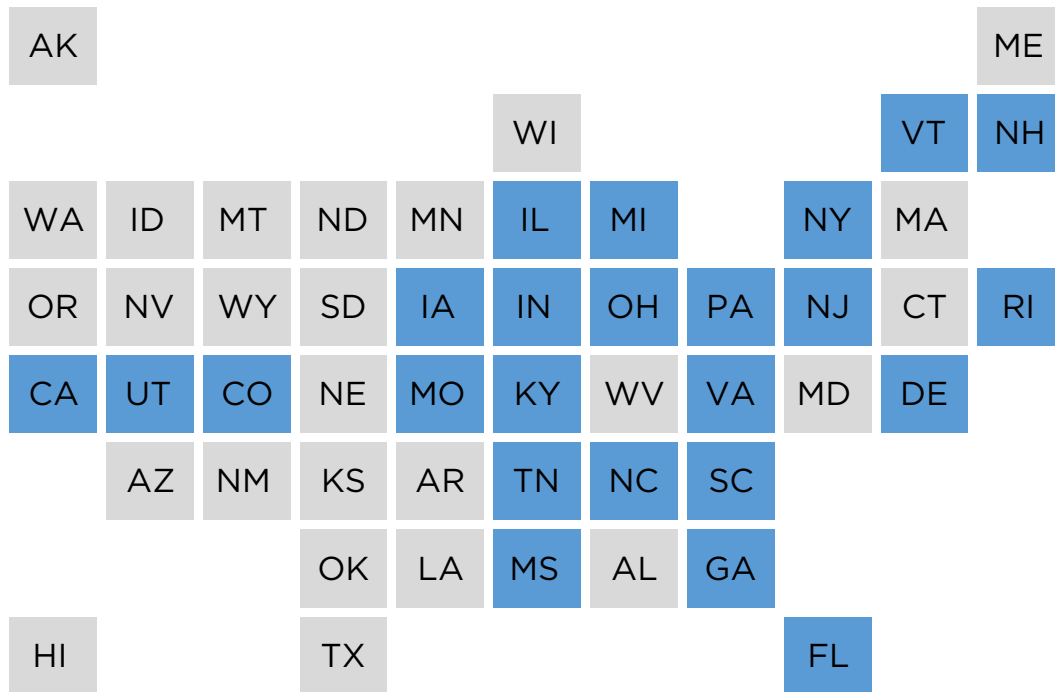 AK ME
WI VT NH
WA ID MT ND MN IL MI NY MA
OR NV WY SD IA IN OH PA NJ CT RI
CA UT CO NE MO KY WV VA MD DE
AZ NM KS AR TN NC SC
OK LA MS AL GA
HI TX FL